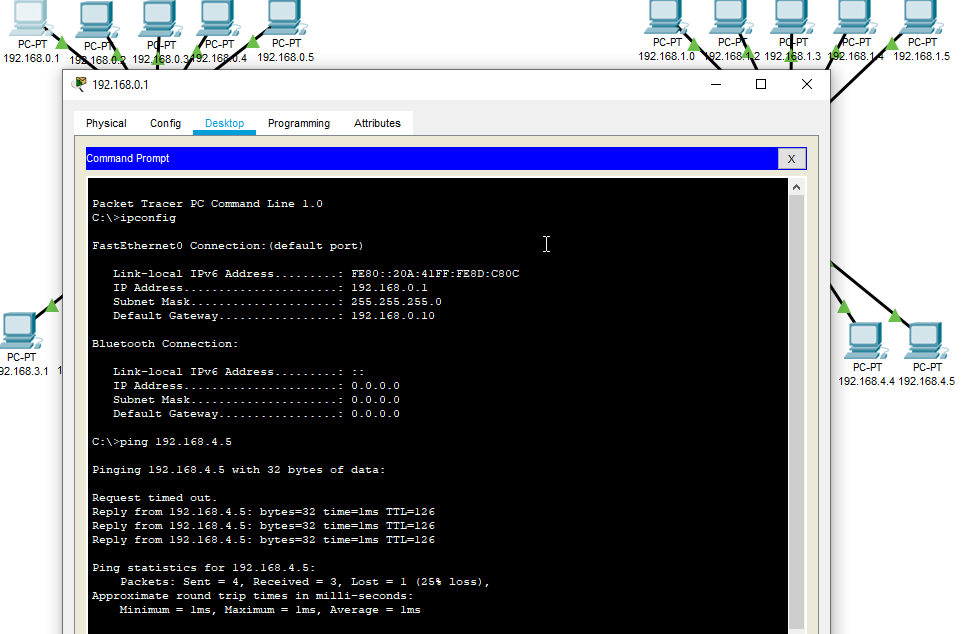 PC-PT PC-PT PC-PT PC-PT PC-PT PC-PT PC-PT PC-PT PC-PT PC-PT
192.168.0.1 192.168.0.2 192.168.0.3 192.168.0.4 192.168.0.5 192.168.1.0 192.168.1.2 192.168.1.3 192.168.1.4 192.168.1.5
192.168.0.1
Physical Config Desktop Programming Attributes
Command Prompt X
Packet Tracer PC Command Line 1.0
C:\>ipconfig
FastEthernet0 Connection:(default port)
Link-local IPv6 Address.........: FE80::20A:41FF:FE8D:C80C
IP Address......................: 192.168.0.1
Subnet Mask.....................: 255.255.255.0
Default Gateway.................: 192.168.0.10
Bluetooth Connection:
Link-local IPv6 Address.........: ::
IP Address......................: 0.0.0.0
Subnet Mask.....................: 0.0.0.0
Default Gateway.................: 0.0.0.0
C:\>ping 192.168.4.5
Pinging 192.168.4.5 with 32 bytes of data:
Request timed out.
Reply from 192.168.4.5: bytes=32 time=1ms TTL=126
Reply from 192.168.4.5: bytes=32 time=1ms TTL=126
Reply from 192.168.4.5: bytes=32 time=1ms TTL=126
Ping statistics for 192.168.4.5:
Packets: Sent = 4, Received = 3, Lost = 1 (25% loss),
Approximate round trip times in milli-seconds:
Minimum = 1ms, Maximum = 1ms, Average = 1ms
PC-PT
92.168.3.1 1
PC-PT PC-PT
192.168.4.4 192.168.4.5